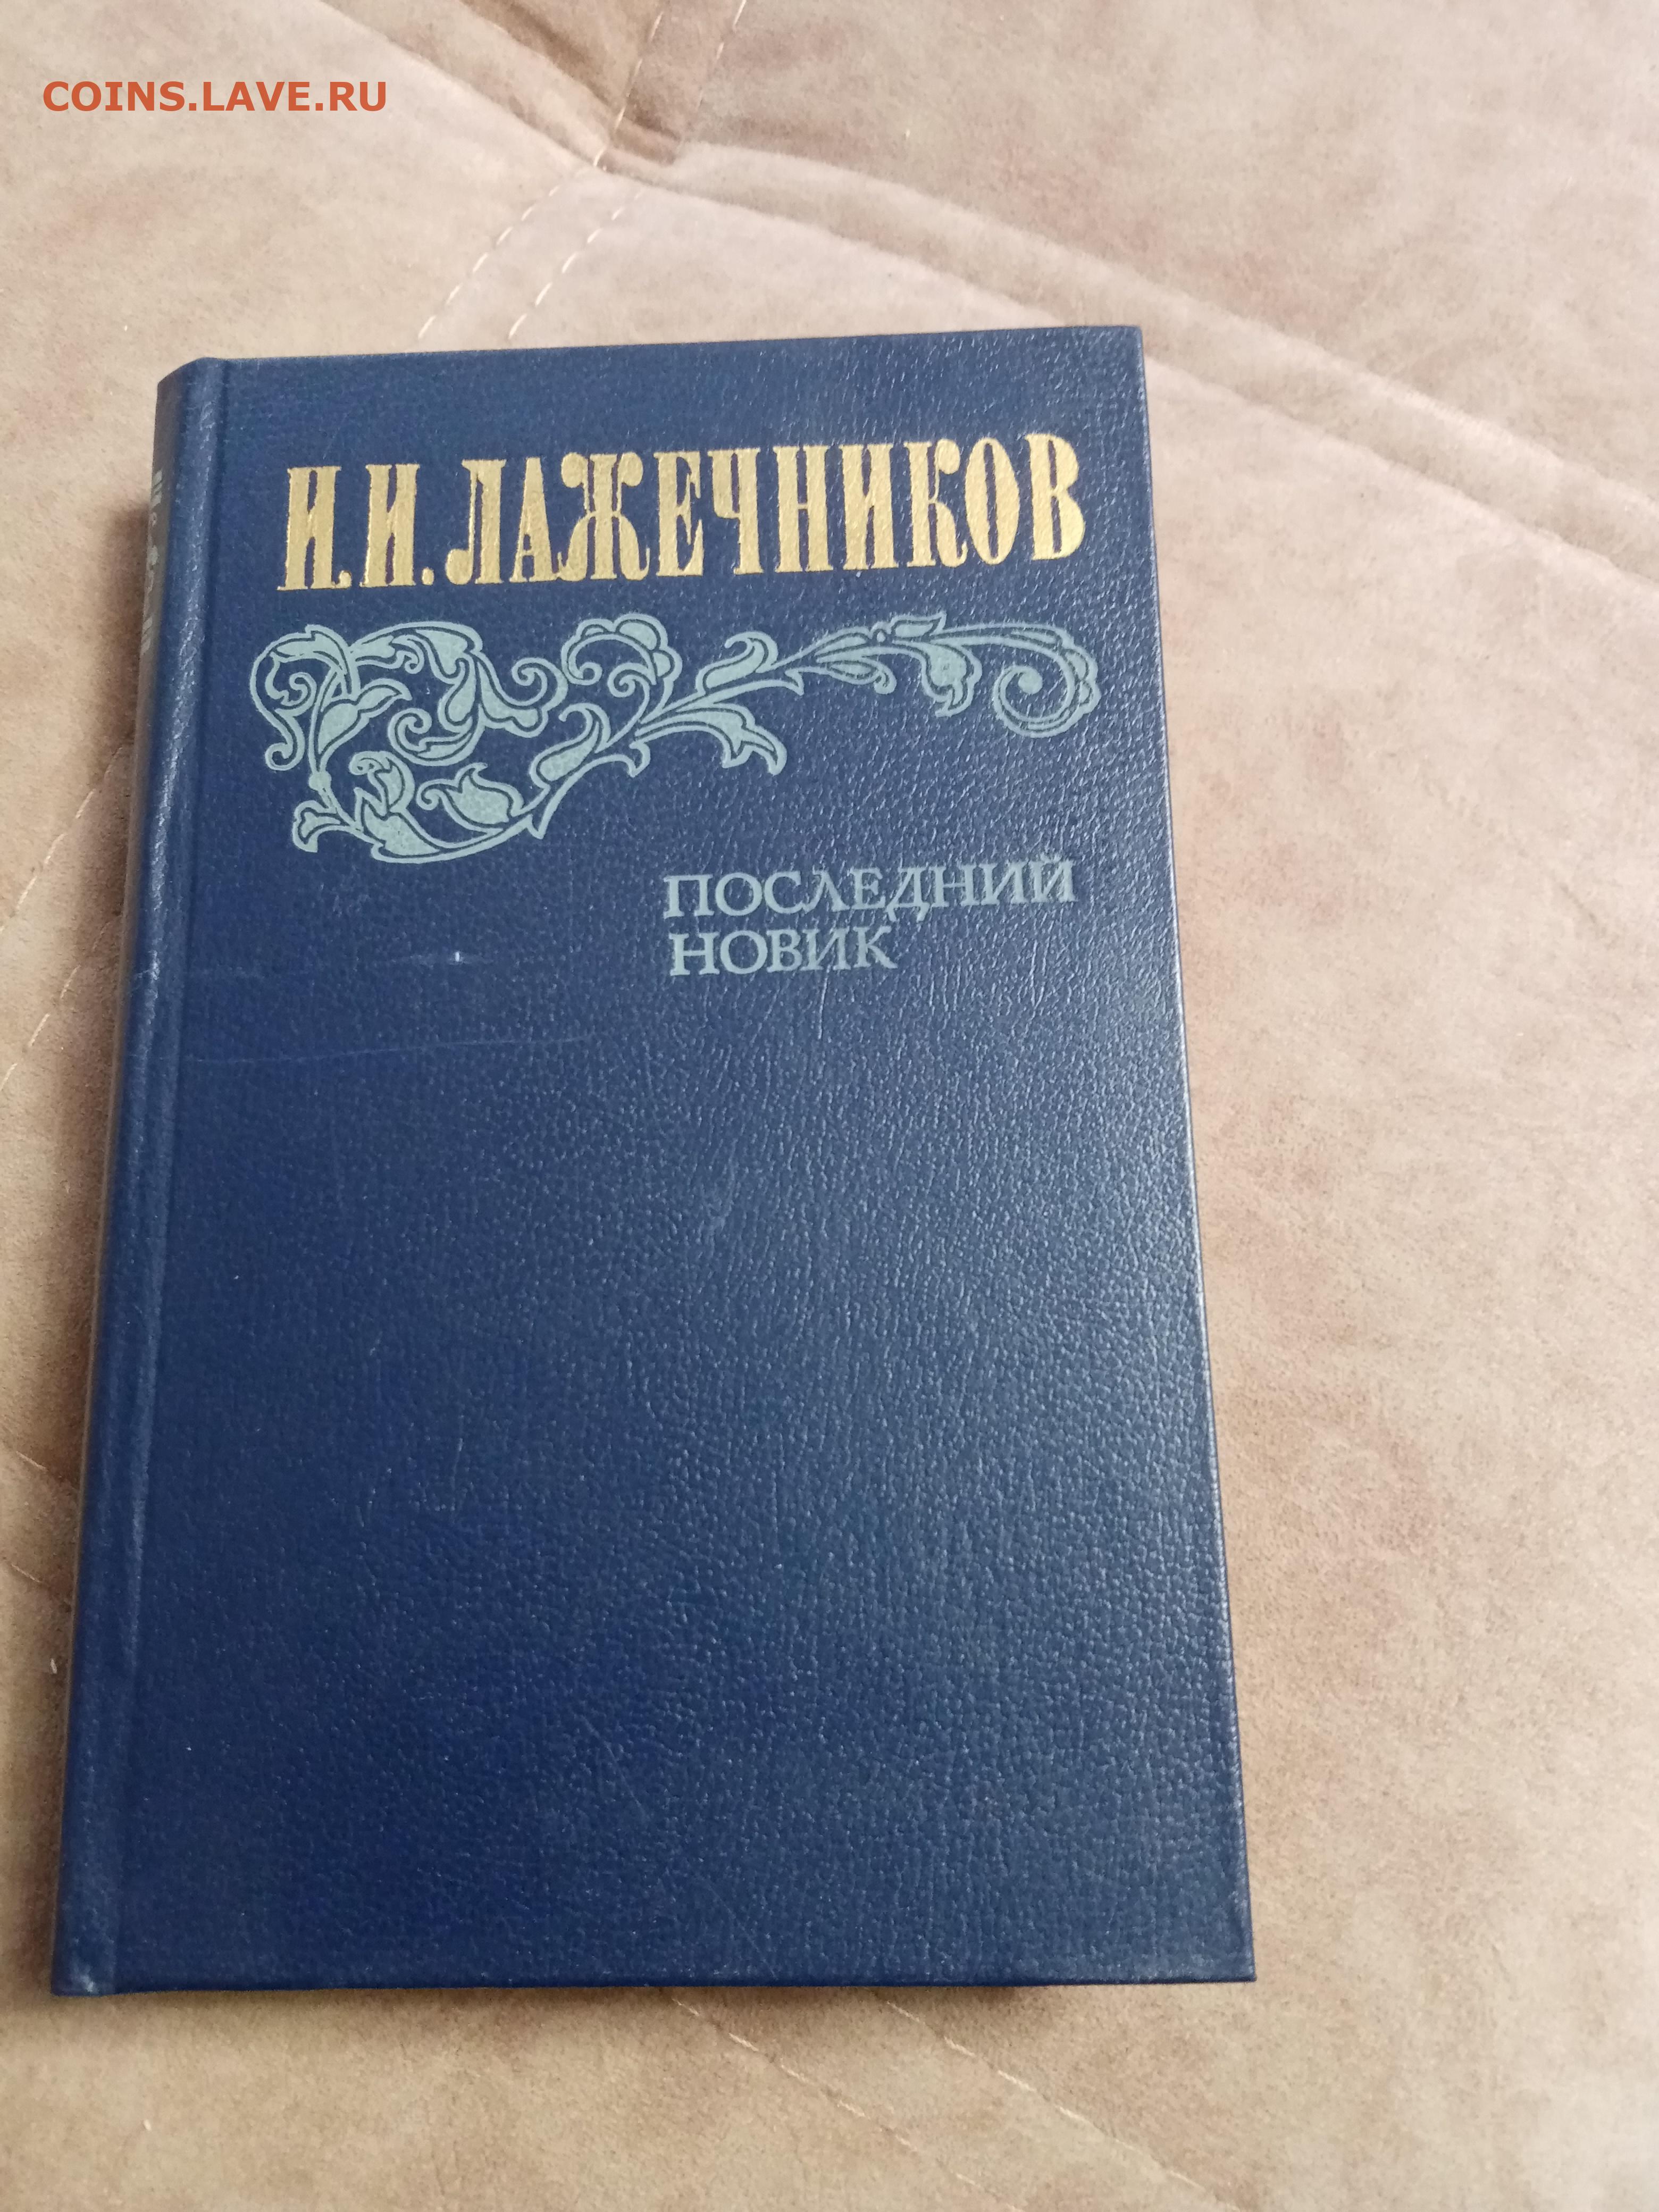 COINS.LAVE.RU
И.И.ЛАЖЕЧНИКОВ
ПОСЛЕДНИЙ
НОВИК